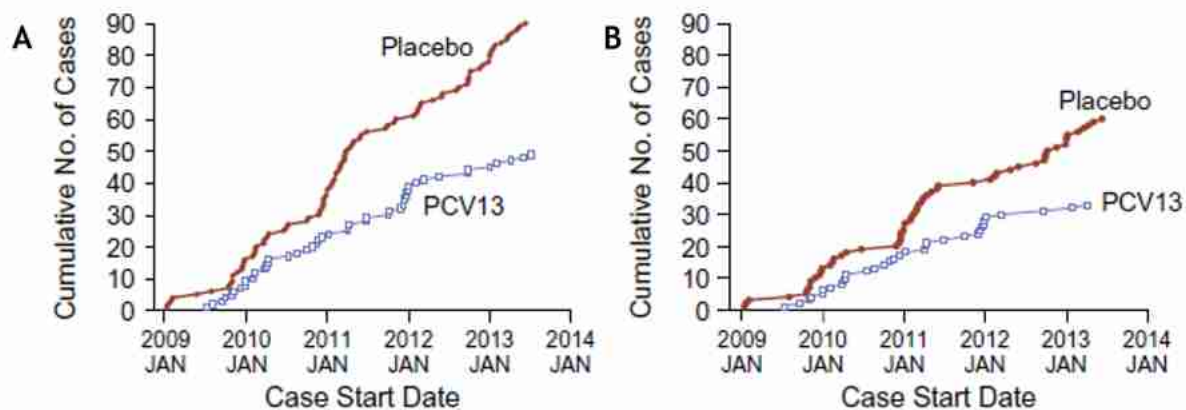 A
Cumulative No. of Cases
90
80
70
60
50
40
30
20
10
0
Placebo
PCV13
2009 2010 2011 2012 2013 2014
JAN JAN JAN JAN JAN JAN
Case Start Date
B
Cumulative No. of Cases
90
80
70
60
50
40
30
20
10
0
Placebo
PCV13
2009 2010 2011 2012 2013 2014
JAN JAN JAN JAN JAN JAN
Case Start Date